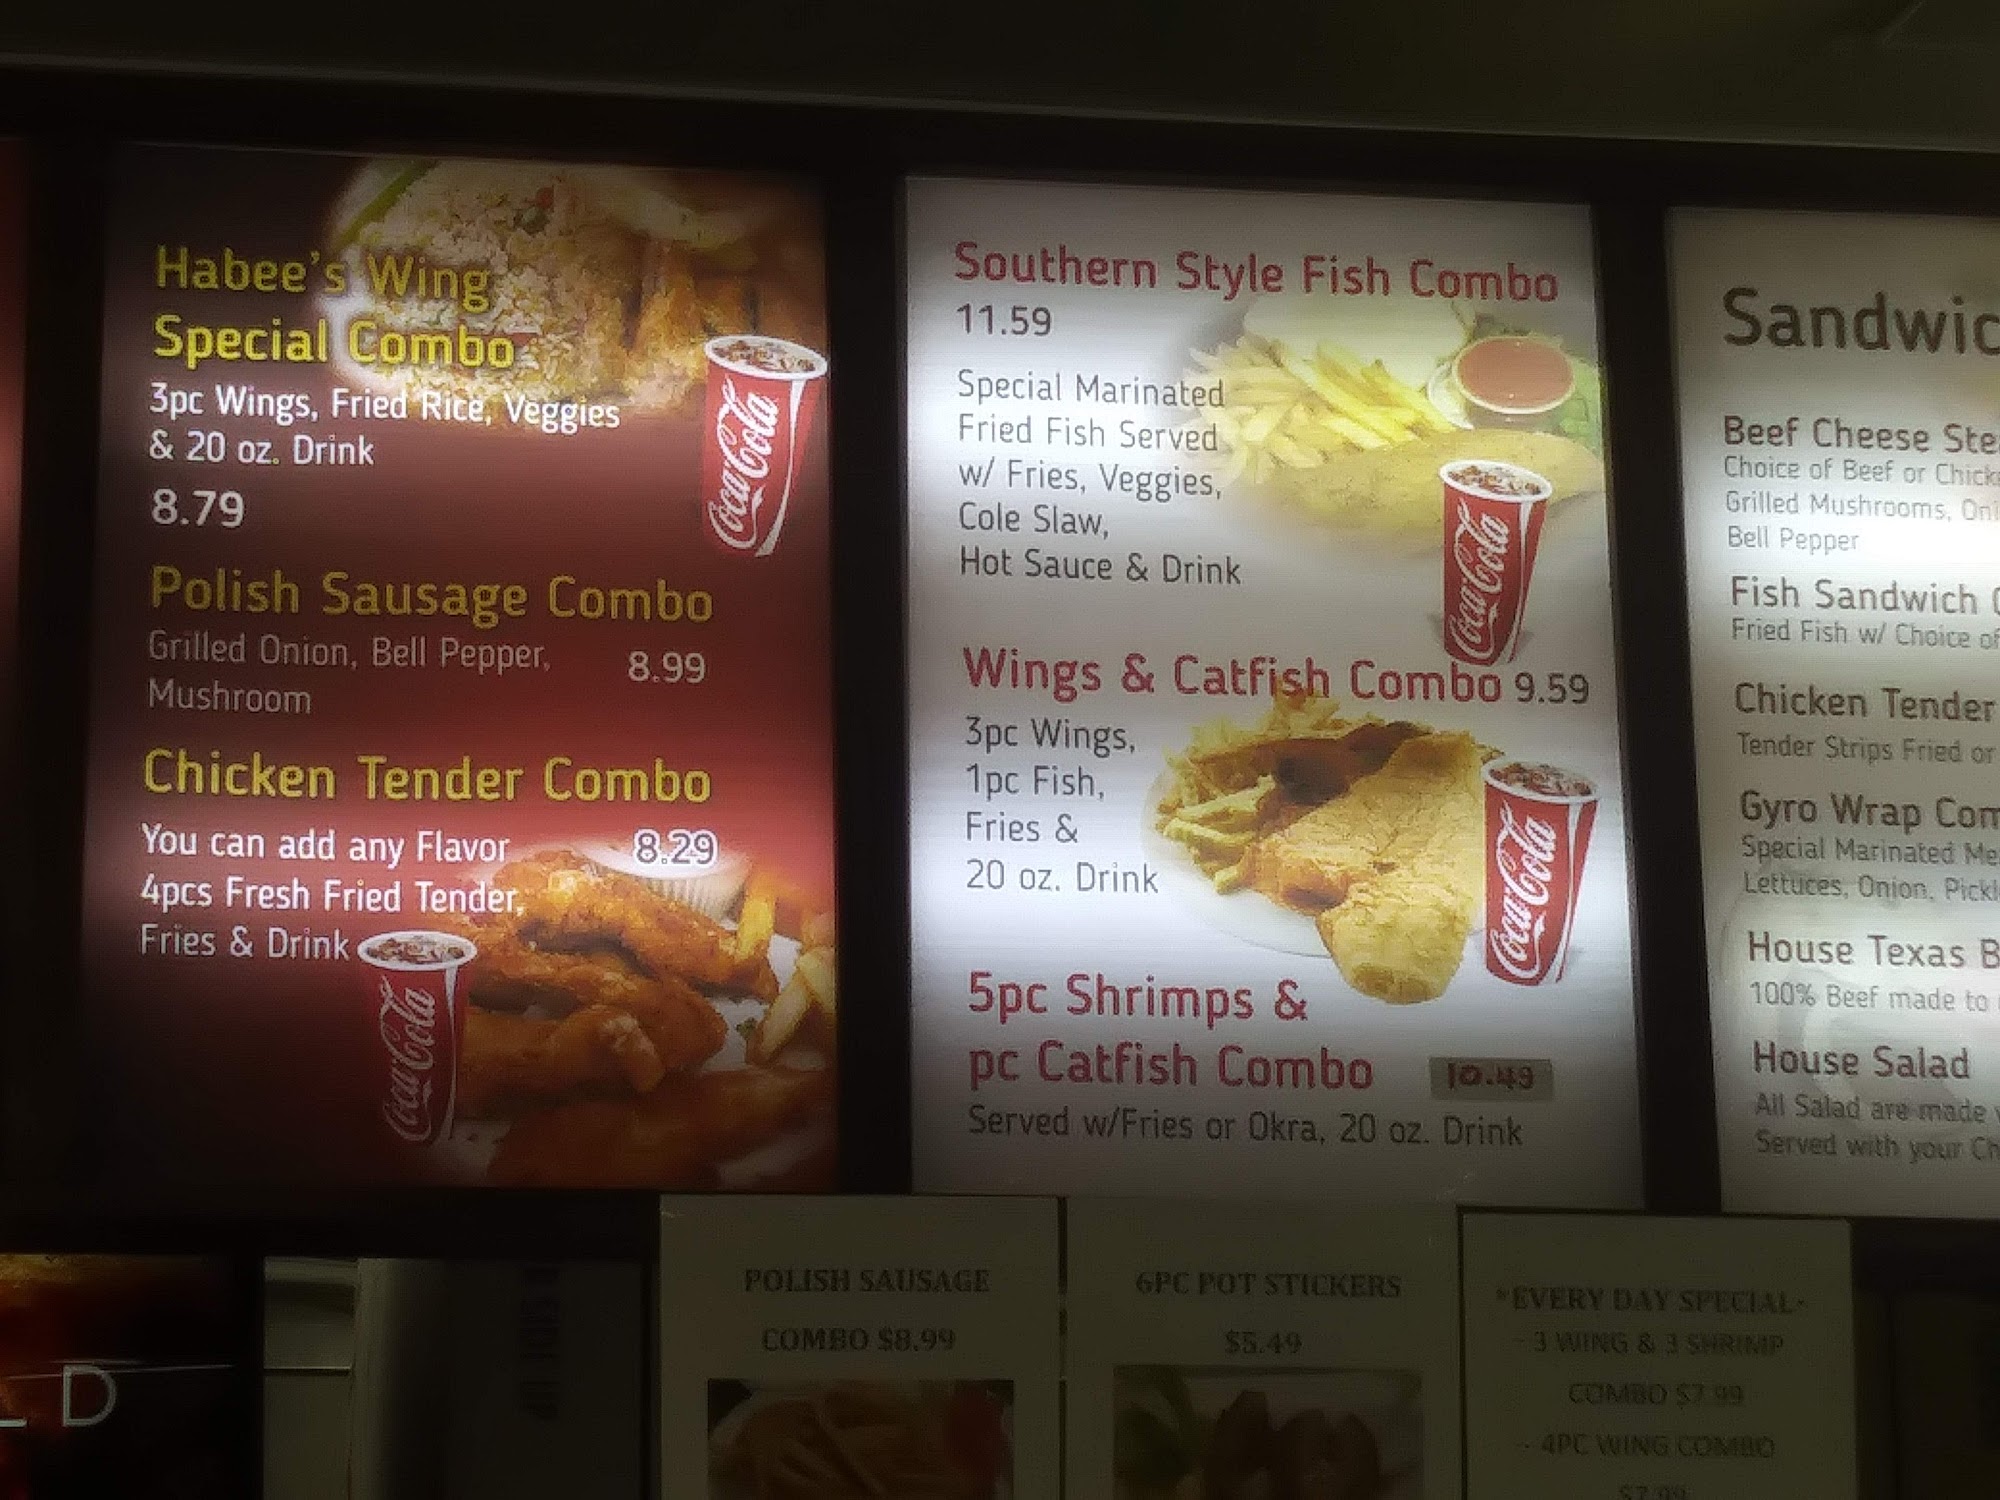 Habee's Wing
Special Combo
3pc Wings, Fried Rice, Veggies
& 20 oz. Drink
8.79
Coca-Cola
Polish Sausage Combo
Grilled Onion, Bell Pepper, 8.99
Mushroom
Chicken Tender Combo
You can add any Flavor 8.29
4pcs Fresh Fried Tender,
Fries & Drink
Coca-Cola
Southern Style Fish Combo
11.59
Special Marinated
Fried Fish Served
w/ Fries, Veggies,
Cole Slaw,
Hot Sauce & Drink
Coca-Cola
Wings & Catfish Combo 9.59
3pc Wings,
1pc Fish,
Fries &
20 oz. Drink
Coca-Cola
5pc Shrimps &
pc Catfish Combo 10.49
Served w/Fries or Okra, 20 oz. Drink
Sandwic
Beef Cheese Ste
Choice of Beef or Chick
Grilled Mushrooms, Oni
Bell Pepper
Fish Sandwich
Fried Fish w/ Choice of
Chicken Tender
Tender Strips Fried or
Gyro Wrap Com
Special Marinated Me
Lettuces, Onion, Pickl
House Texas B
100% Beef made to
House Salad
All Salad are made
Served with your Ch
L D
POLISH SAUSAGE
COMBO $8.99
6PC POT STICKERS
$5.49
*EVERY DAY SPECIAL*
- 3 WING & 3 SHRIMP
COMBO $7.99
- 4PC WING COMBO
$7.99